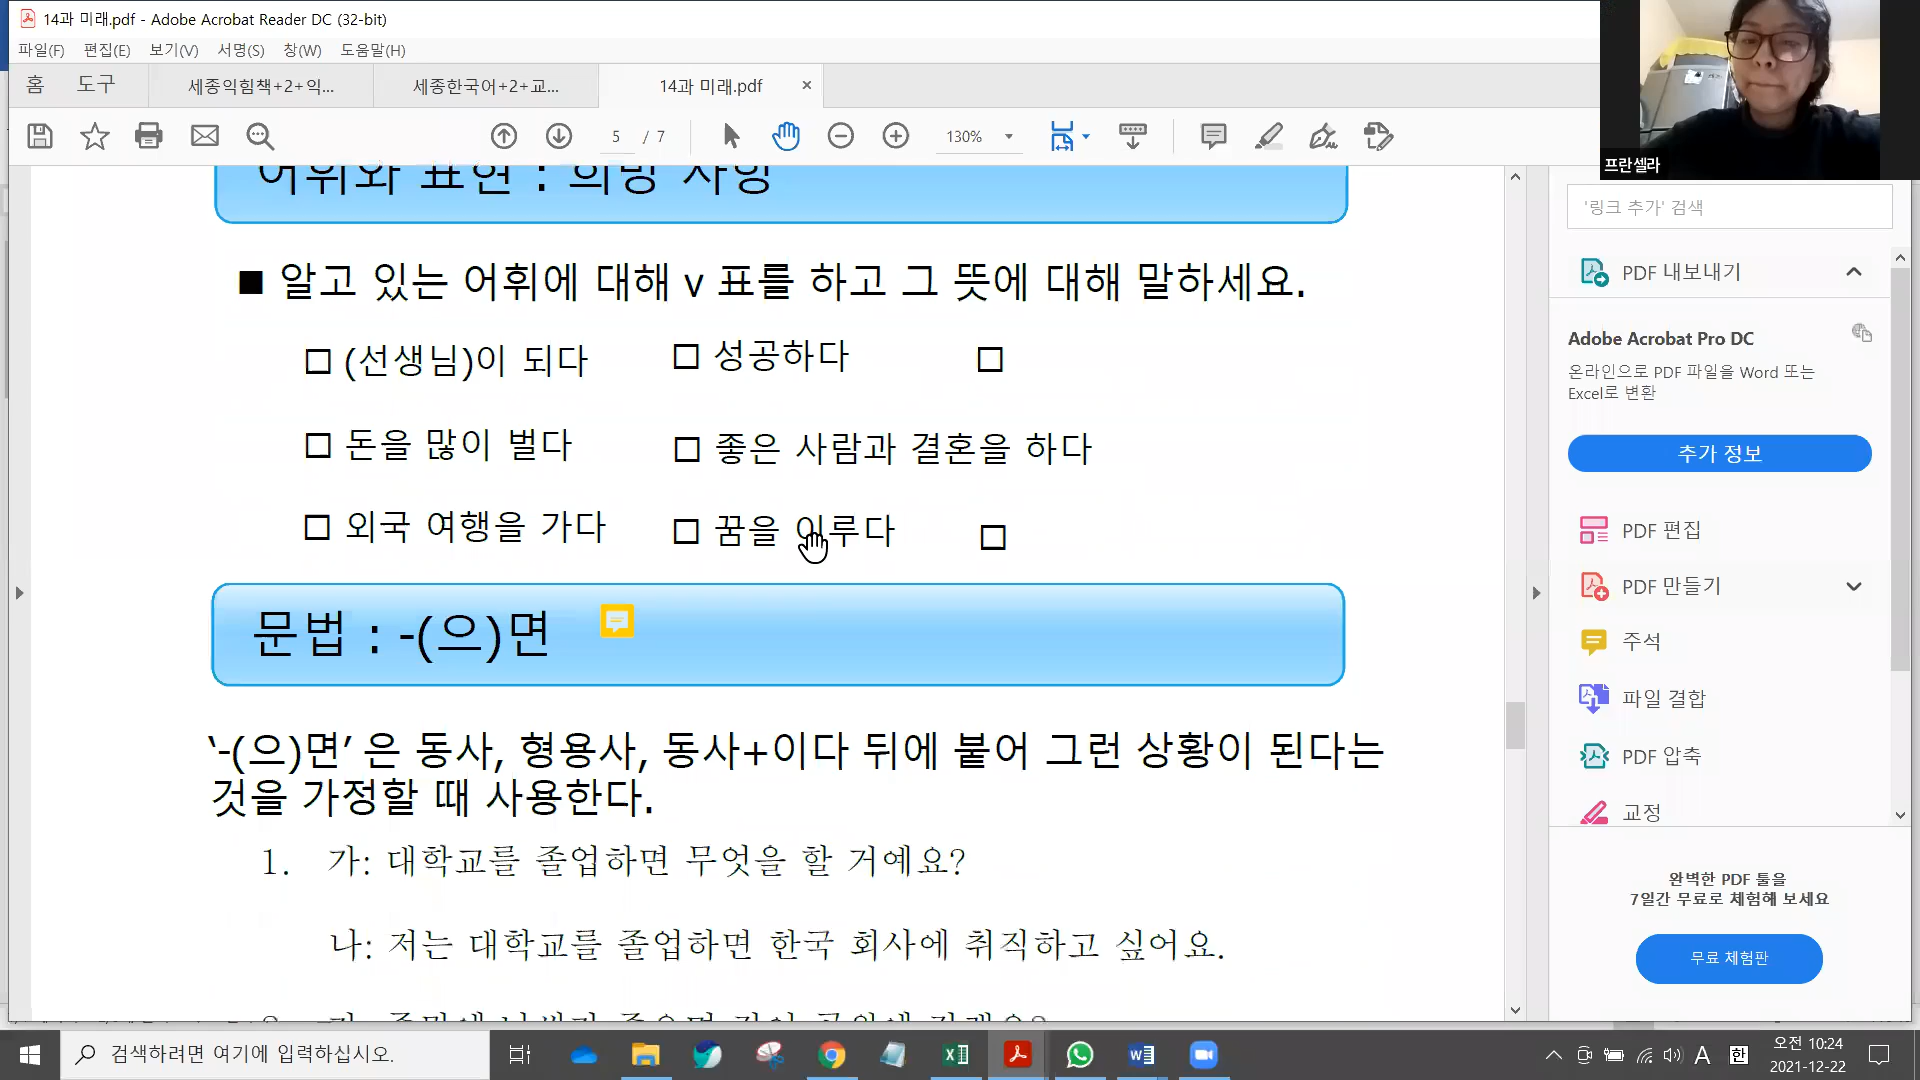 14과 미래.pdf - Adobe Acrobat Reader DC (32-bit)
파일(F) 편집(E) 보기(V) 서명(S) 창(W) 도움말(H)
홈 도구 세종익힘책+2+익... 세종한국어+2+교... 14과 미래.pdf ×
5 / 7 130%
프란셀라
어휘와 표현 : 희망 사항
■ 알고 있는 어휘에 대해 v 표를 하고 그 뜻에 대해 말하세요.
□ (선생님)이 되다 □ 성공하다 □
□ 돈을 많이 벌다 □ 좋은 사람과 결혼을 하다
□ 외국 여행을 가다 □ 꿈을 이루다 □
문법 : -(으)면
‘-(으)면’ 은 동사, 형용사, 동사+이다 뒤에 붙어 그런 상황이 된다는
것을 가정할 때 사용한다.
1. 가: 대학교를 졸업하면 무엇을 할 거예요?
나: 저는 대학교를 졸업하면 한국 회사에 취직하고 싶어요.
'링크 추가' 검색
PDF 내보내기
Adobe Acrobat Pro DC
온라인으로 PDF 파일을 Word 또는
Excel로 변환
추가 정보
PDF 편집
PDF 만들기
주석
파일 결합
PDF 압축
교정
완벽한 PDF 툴을
7일간 무료로 체험해 보세요
무료 체험판
검색하려면 여기에 입력하십시오.
A 한
오전 10:24
2021-12-22